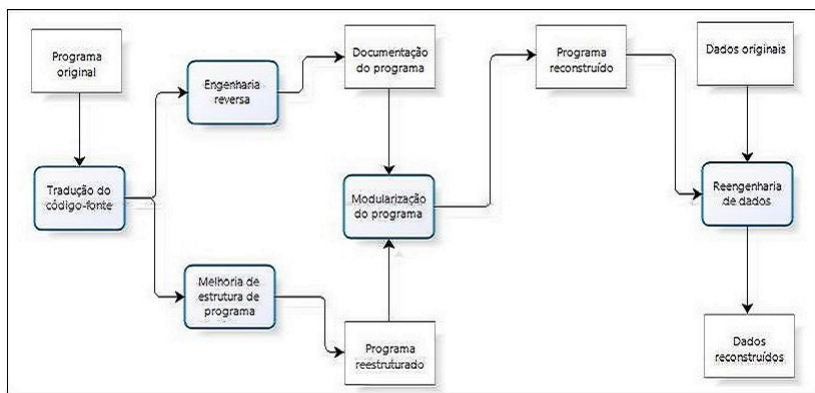 Programa
original
Engenharia
reversa
Documentação
do programa
Programa
reconstruído
Dados originais
Tradução do
código-fonte
Modularização
do programa
Reengenharia
de dados
Melhoria de
estrutura de
programa
Programa
reestruturado
Dados
reconstruídos